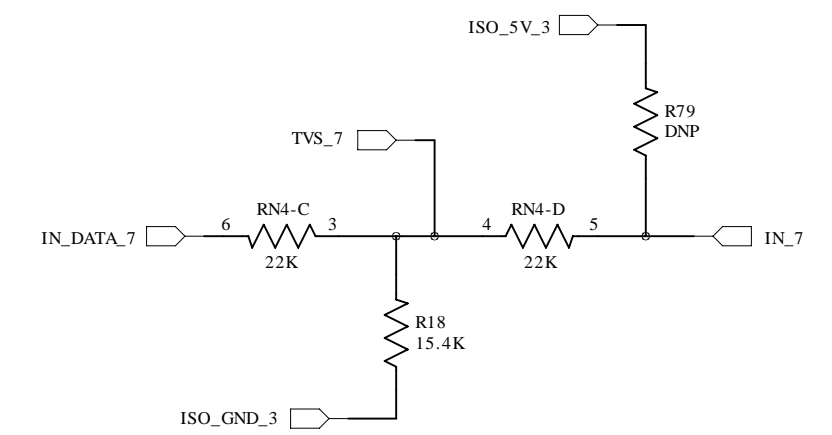 ISO_5V_3
R79
DNP
TVS_7
RN4-C
RN4-D
6
3
4
5
IN_DATA_7
IN_7
22K
22K
R18
15.4K
ISO_GND_3